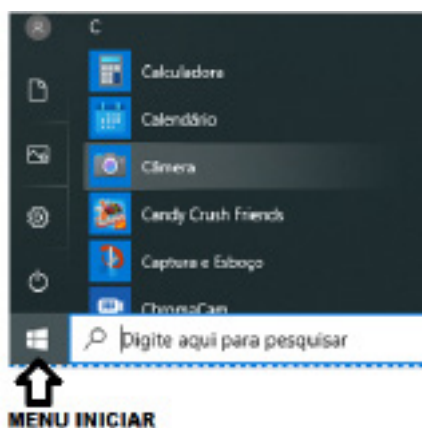 C
Calculadora
Calendário
Câmera
Candy Crush Friends
Captura e Esboço
ChromaCam
Digite aqui para pesquisar
MENU INICIAR